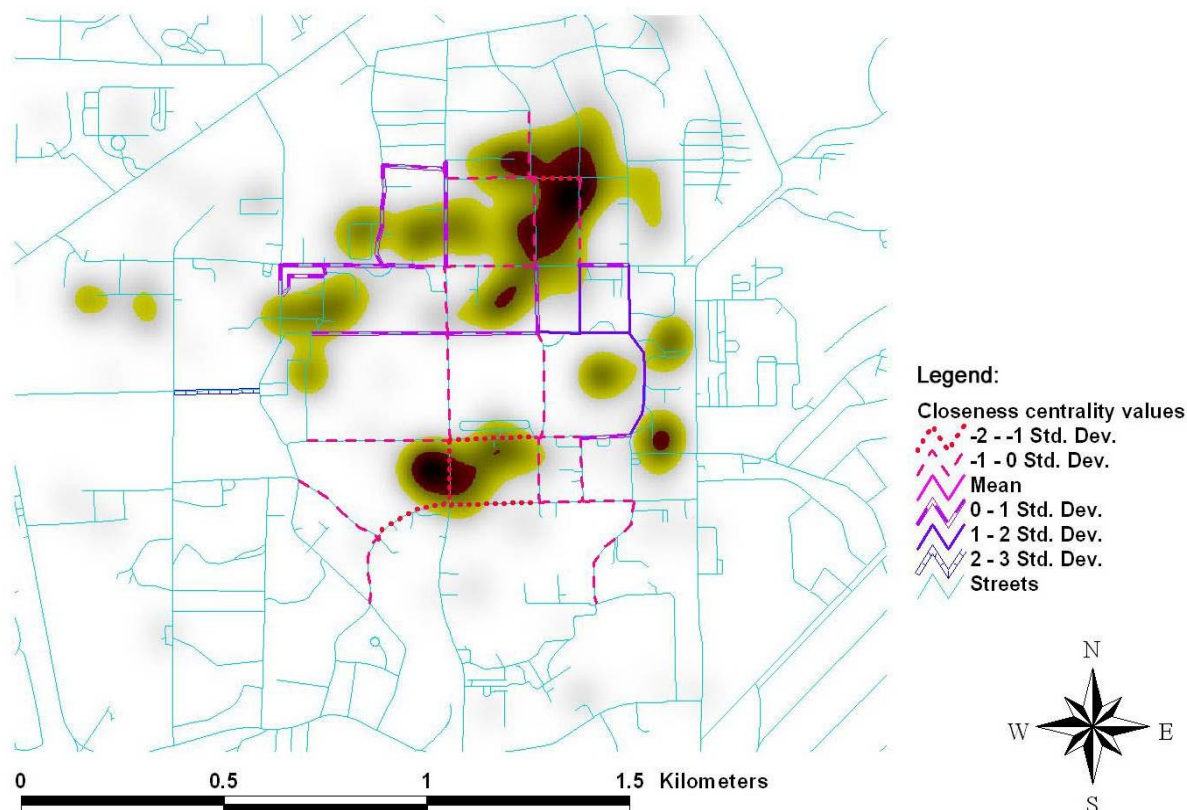 Legend:
Closeness centrality values
-2 - -1 Std. Dev.
-1 - 0 Std. Dev.
Mean
0 - 1 Std. Dev.
1 - 2 Std. Dev.
2 - 3 Std. Dev.
Streets
N
W E
S
0 0.5 1 1.5 Kilometers